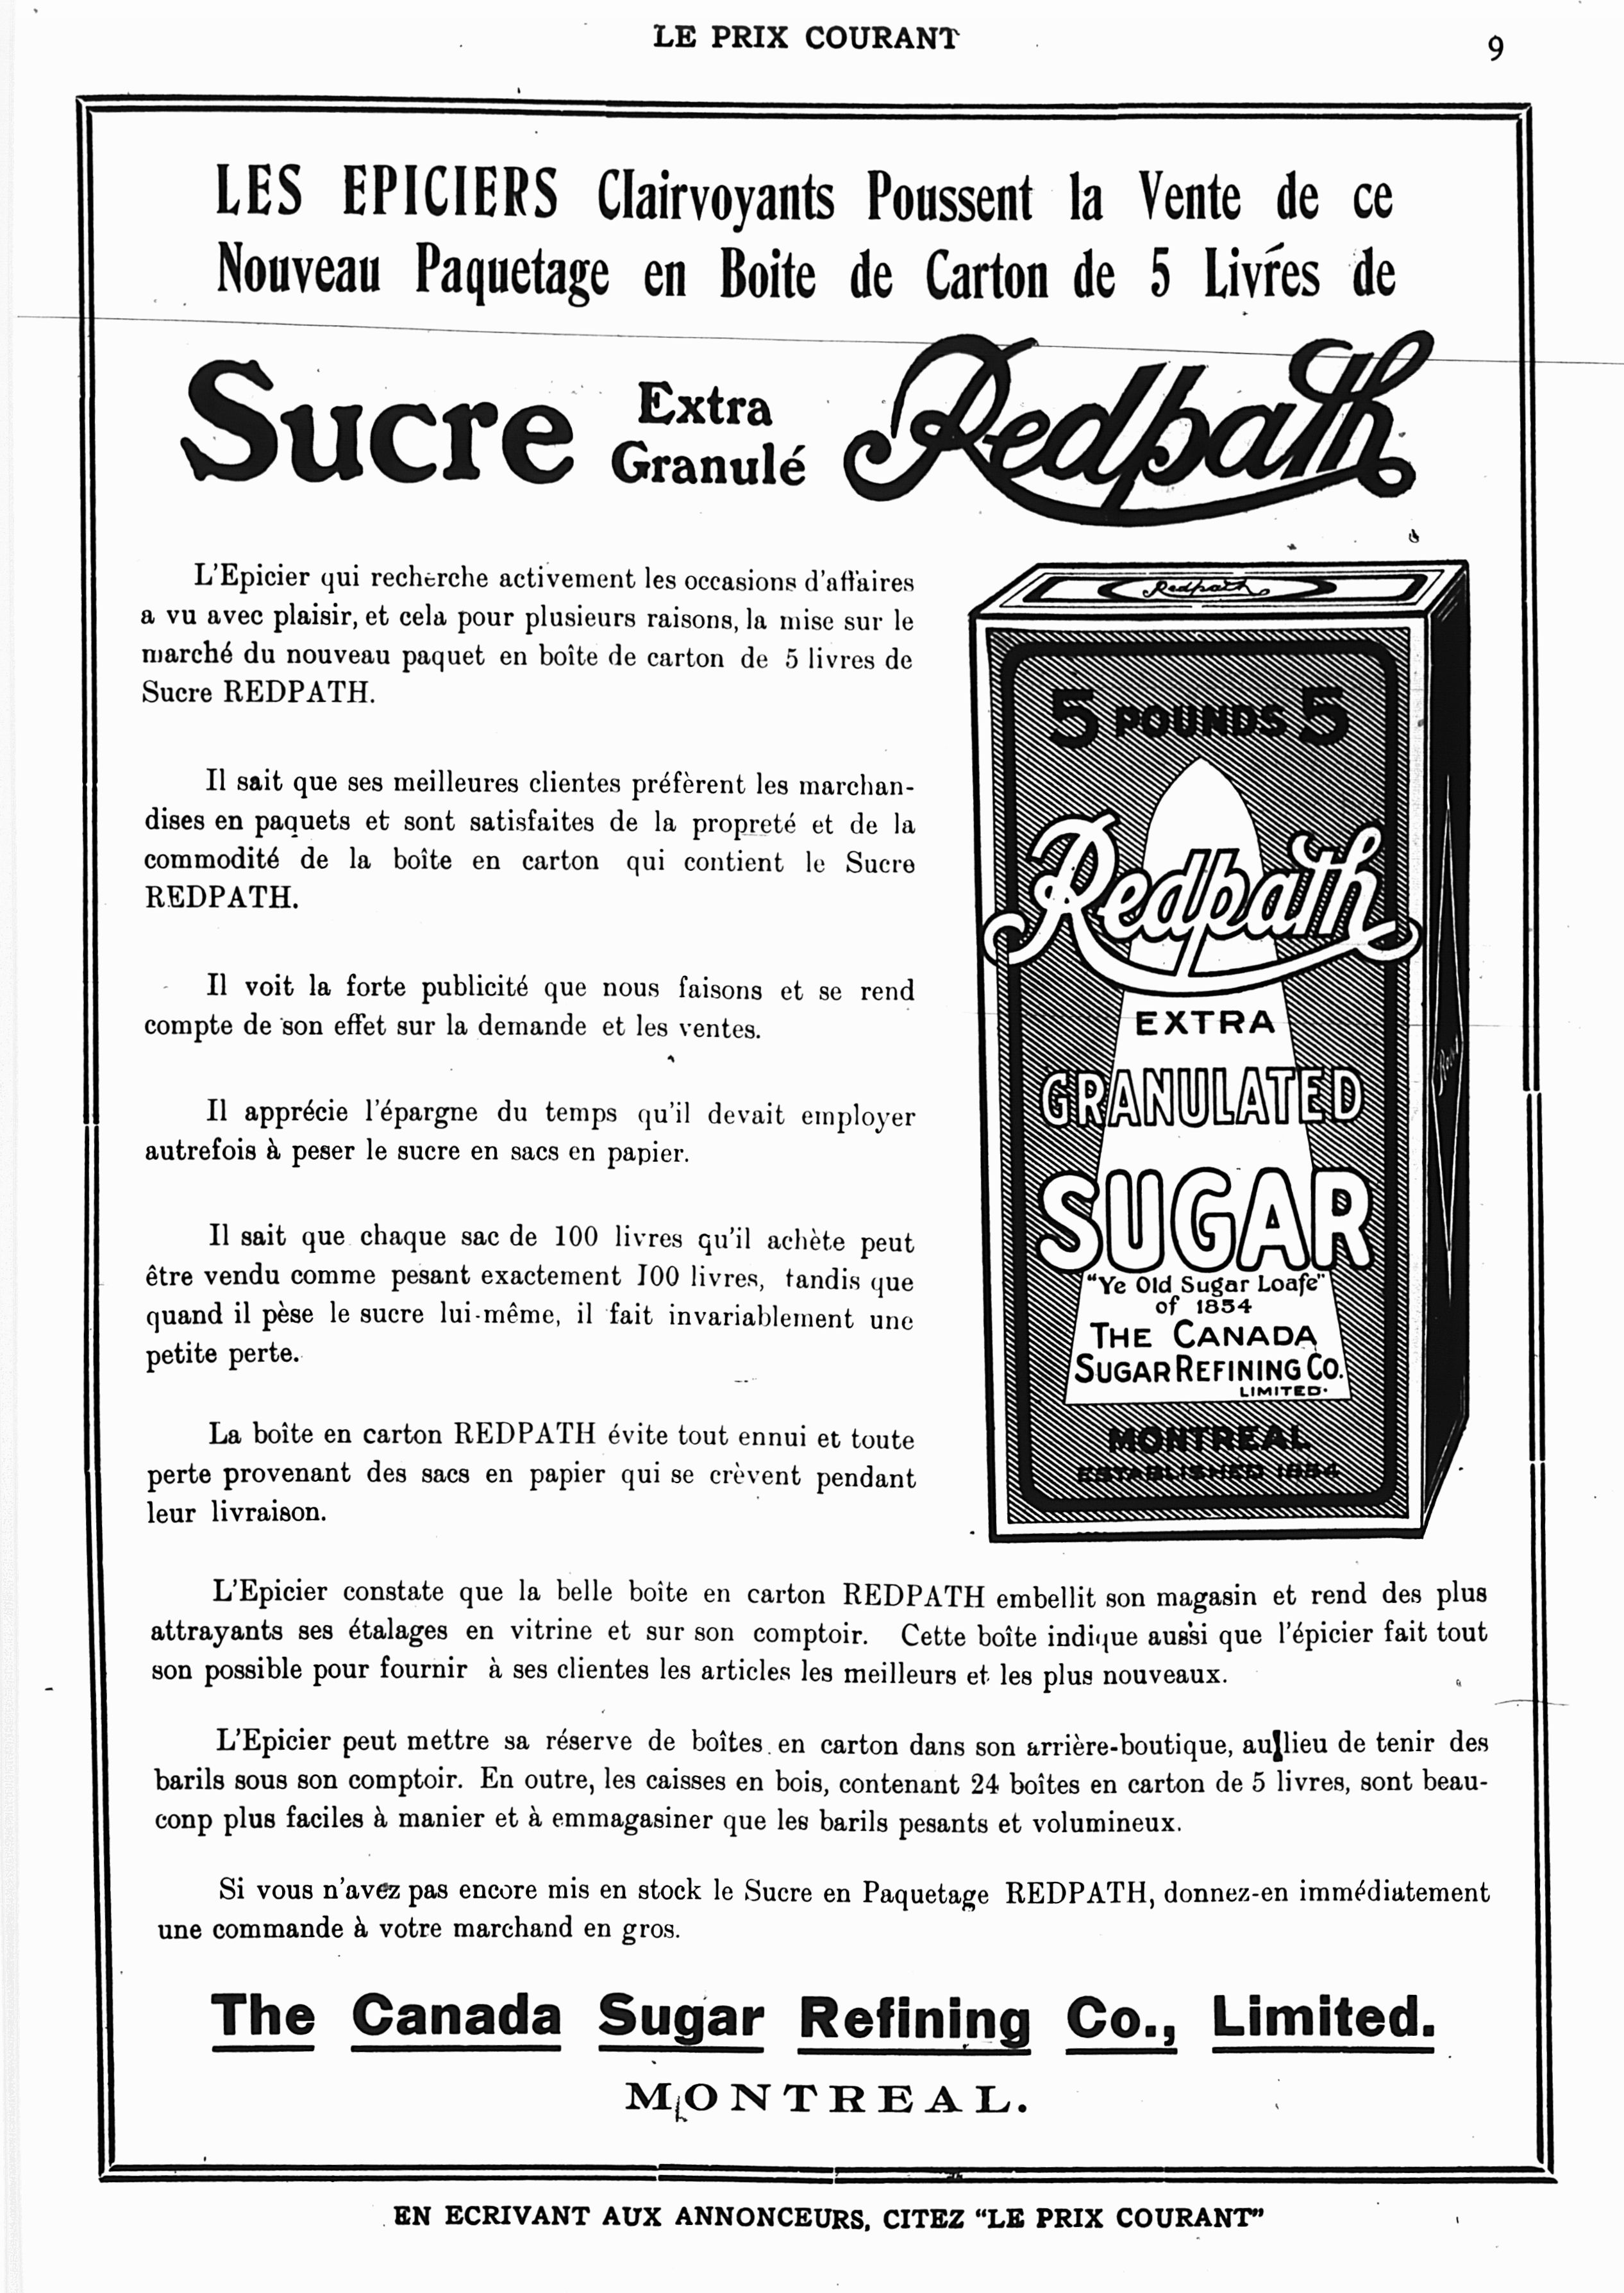 LE PRIX COURANT
9
LES EPICIERS Clairvoyants Poussent la Vente de ce
Nouveau Paquetage en Boite de Carton de 5 Livres de
Sucre Extra Granulé Redpath
L'Epicier qui recherche activement les occasions d'affaires
a vu avec plaisir, et cela pour plusieurs raisons, la mise sur le
marché du nouveau paquet en boîte de carton de 5 livres de
Sucre REDPATH.
Il sait que ses meilleures clientes préfèrent les marchan-
dises en paquets et sont satisfaites de la propreté et de la
commodité de la boîte en carton qui contient le Sucre
REDPATH.
Il voit la forte publicité que nous faisons et se rend
compte de son effet sur la demande et les ventes.
Il apprécie l'épargne du temps qu'il devait employer
autrefois à peser le sucre en sacs en papier.
Il sait que chaque sac de 100 livres qu'il achète peut
être vendu comme pesant exactement 100 livres, tandis que
quand il pèse le sucre lui-même, il fait invariablement une
petite perte.
La boîte en carton REDPATH évite tout ennui et toute
perte provenant des sacs en papier qui se crèvent pendant
leur livraison.
Redpath
5 POUNDS 5
Redpath
EXTRA
GRANULATED
SUGAR
"Ye Old Sugar Loafe"
of 1854
THE CANADA
SUGAR REFINING CO.
LIMITED.
MONTREAL
ESTABLISHED 1854
L'Epicier constate que la belle boîte en carton REDPATH embellit son magasin et rend des plus
attrayants ses étalages en vitrine et sur son comptoir. Cette boîte indique aussi que l'épicier fait tout
son possible pour fournir à ses clientes les articles les meilleurs et les plus nouveaux.
L'Epicier peut mettre sa réserve de boîtes en carton dans son arrière-boutique, au lieu de tenir des
barils sous son comptoir. En outre, les caisses en bois, contenant 24 boîtes en carton de 5 livres, sont beau-
conp plus faciles à manier et à emmagasiner que les barils pesants et volumineux.
Si vous n'avez pas encore mis en stock le Sucre en Paquetage REDPATH, donnez-en immédiatement
une commande à votre marchand en gros.
The Canada Sugar Refining Co., Limited.
MONTREAL.
EN ECRIVANT AUX ANNONCEURS, CITEZ "LE PRIX COURANT"